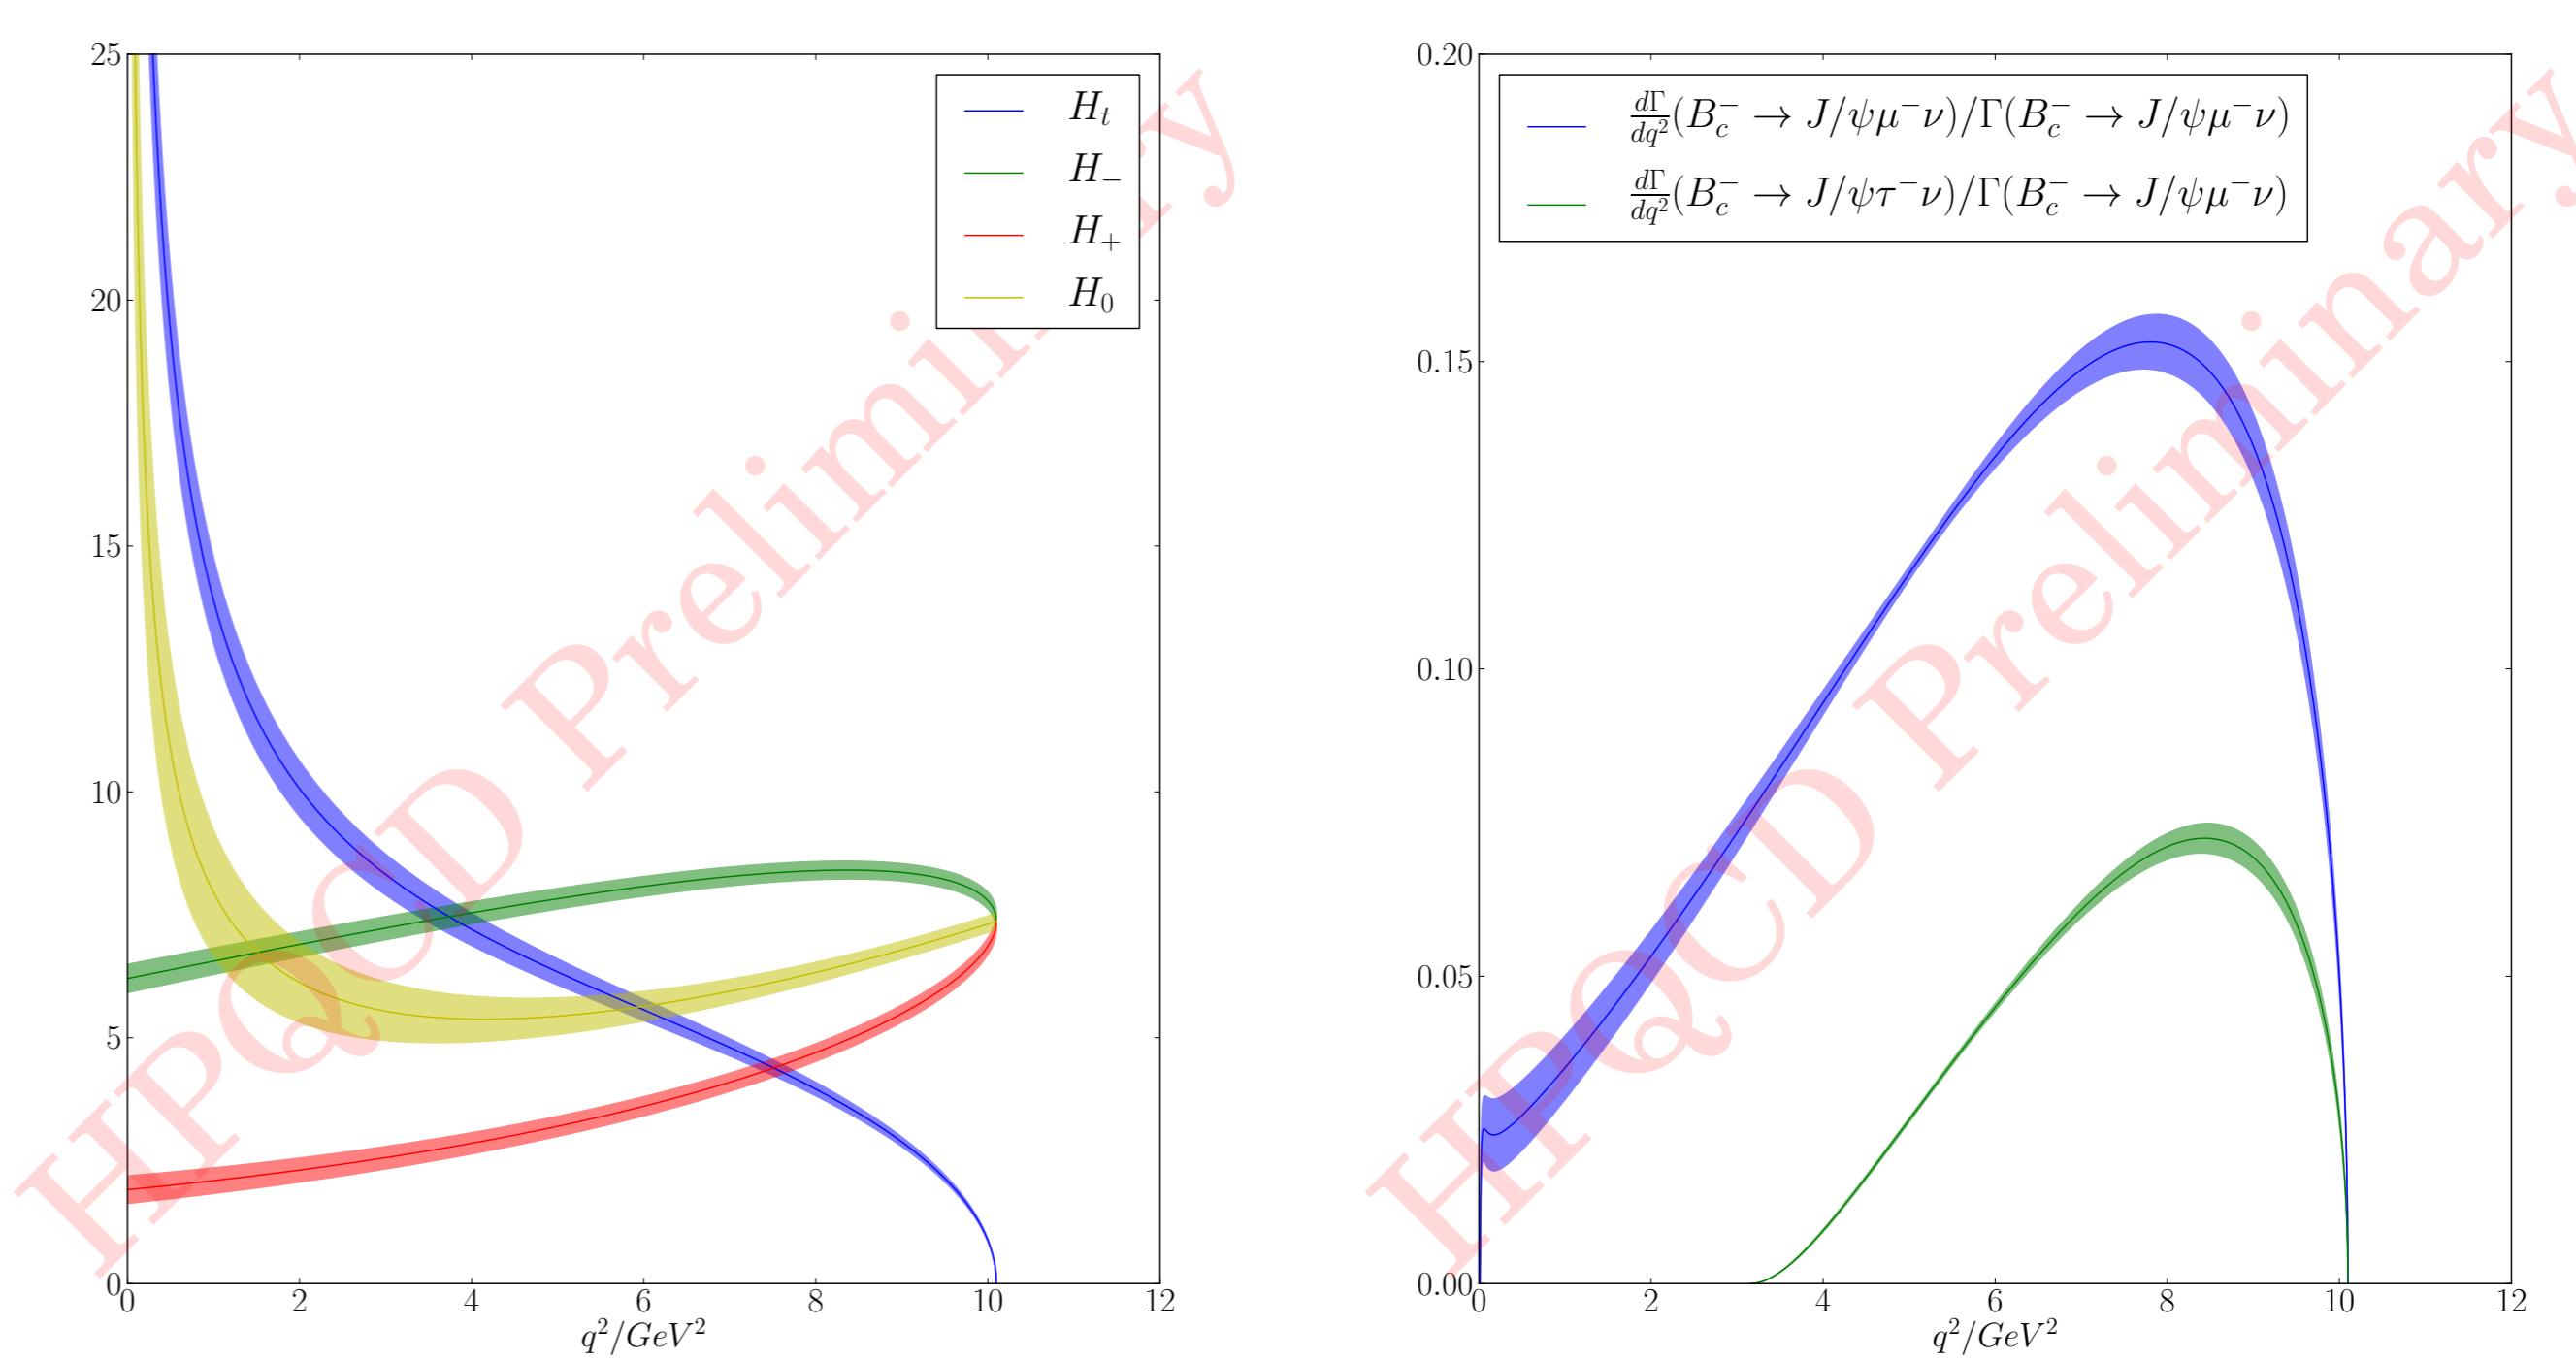 25
20
15
10
5
0
0 2 4 6 8 10 12
q²/GeV²
H_t
H_−
H_+
H_0
HPQCD Preliminary
0.20
0.15
0.10
0.05
0.00
0 2 4 6 8 10 12
q²/GeV²
dΓ/dq² (B_c^− → J/ψμ^−ν)/Γ(B_c^− → J/ψμ^−ν)
dΓ/dq² (B_c^− → J/ψτ^−ν)/Γ(B_c^− → J/ψμ^−ν)
HPQCD Preliminary